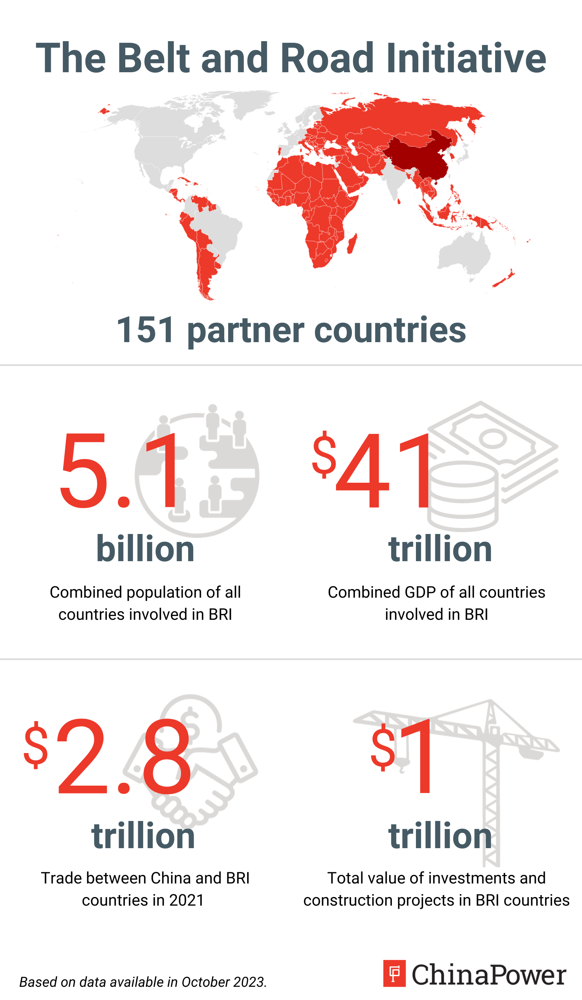 The Belt and Road Initiative
151 partner countries
5.1
billion
Combined population of all
countries involved in BRI
$41
trillion
Combined GDP of all countries
involved in BRI
$2.8
trillion
Trade between China and BRI
countries in 2021
$1
trillion
Total value of investments and
construction projects in BRI countries
Based on data available in October 2023.
ChinaPower